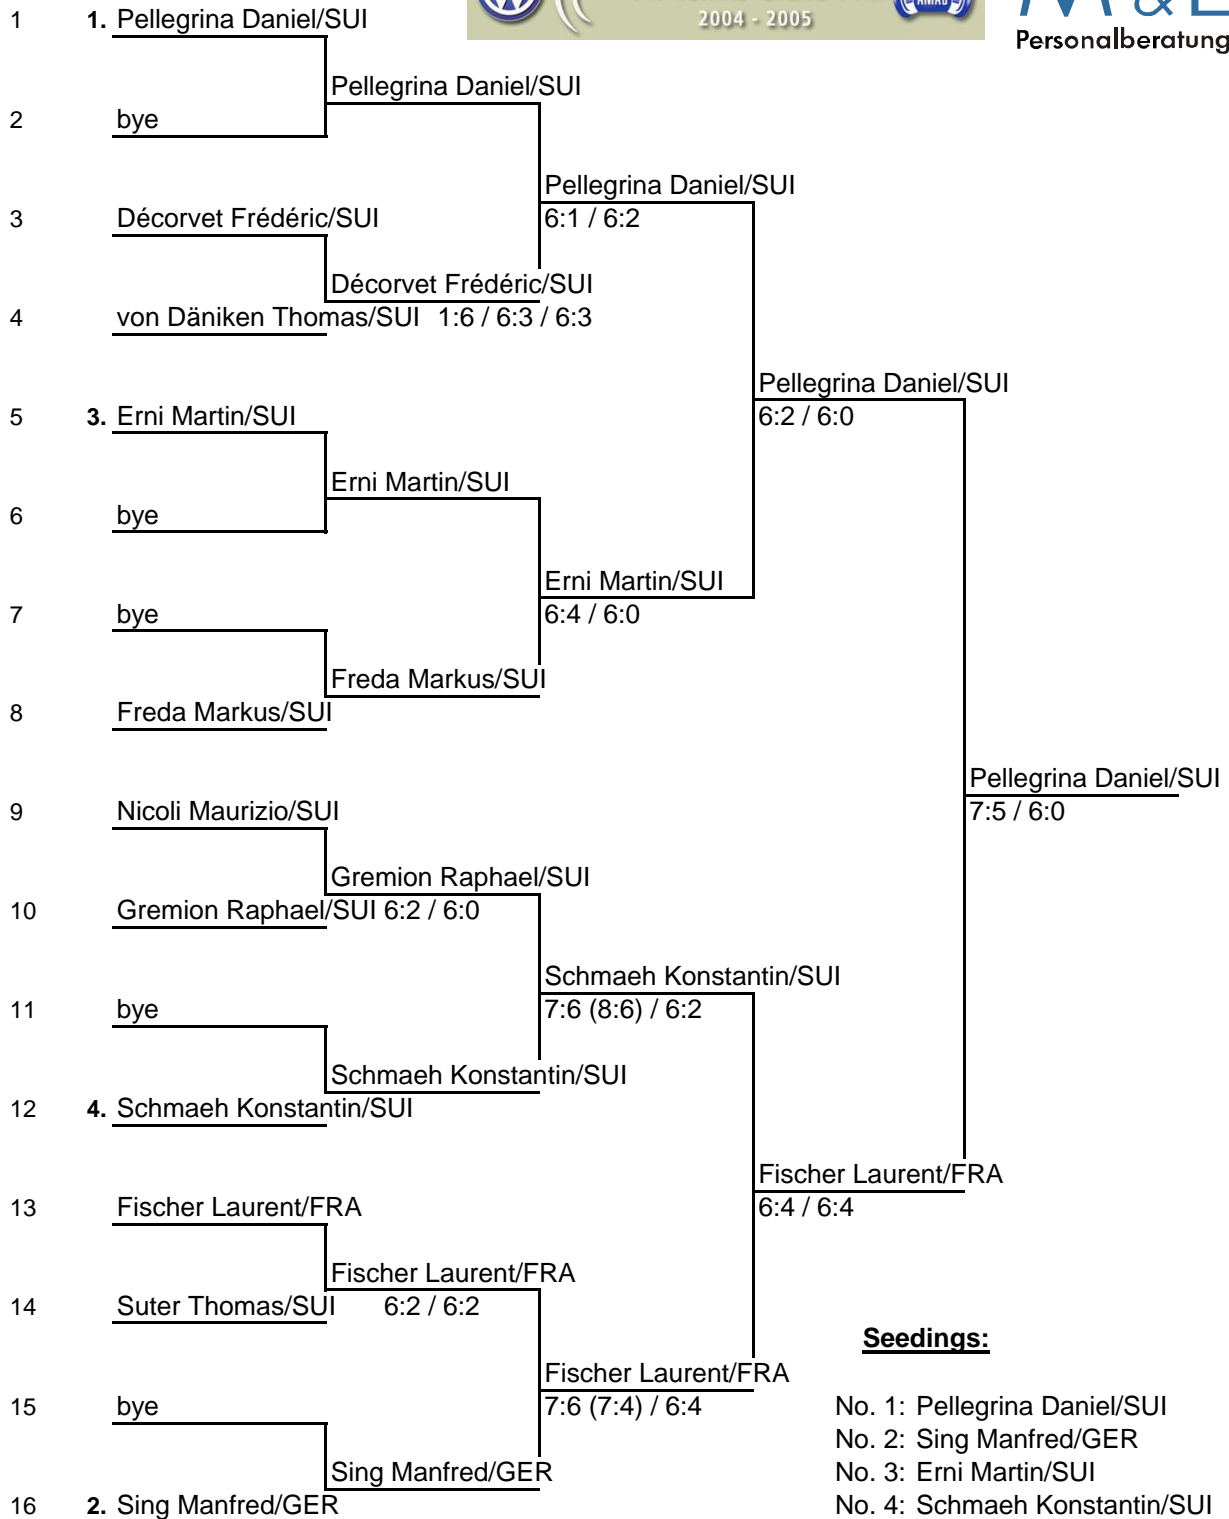 1 1. Pellegrina Daniel/SUI
2004 - 2005
M & L
Personalberatung
Pellegrina Daniel/SUI
2 bye
Pellegrina Daniel/SUI
3 Décorvet Frédéric/SUI 6:1 / 6:2
Décorvet Frédéric/SUI
4 von Däniken Thomas/SUI 1:6 / 6:3 / 6:3
Pellegrina Daniel/SUI
5 3. Erni Martin/SUI 6:2 / 6:0
Erni Martin/SUI
6 bye
Erni Martin/SUI
7 bye 6:4 / 6:0
Freda Markus/SUI
8 Freda Markus/SUI
Pellegrina Daniel/SUI
9 Nicoli Maurizio/SUI 7:5 / 6:0
Gremion Raphael/SUI
10 Gremion Raphael/SUI 6:2 / 6:0
Schmaeh Konstantin/SUI
11 bye 7:6 (8:6) / 6:2
Schmaeh Konstantin/SUI
12 4. Schmaeh Konstantin/SUI
Fischer Laurent/FRA
13 Fischer Laurent/FRA 6:4 / 6:4
Fischer Laurent/FRA
14 Suter Thomas/SUI 6:2 / 6:2
Seedings:
Fischer Laurent/FRA
15 bye 7:6 (7:4) / 6:4 No. 1: Pellegrina Daniel/SUI
No. 2: Sing Manfred/GER
Sing Manfred/GER No. 3: Erni Martin/SUI
16 2. Sing Manfred/GER No. 4: Schmaeh Konstantin/SUI